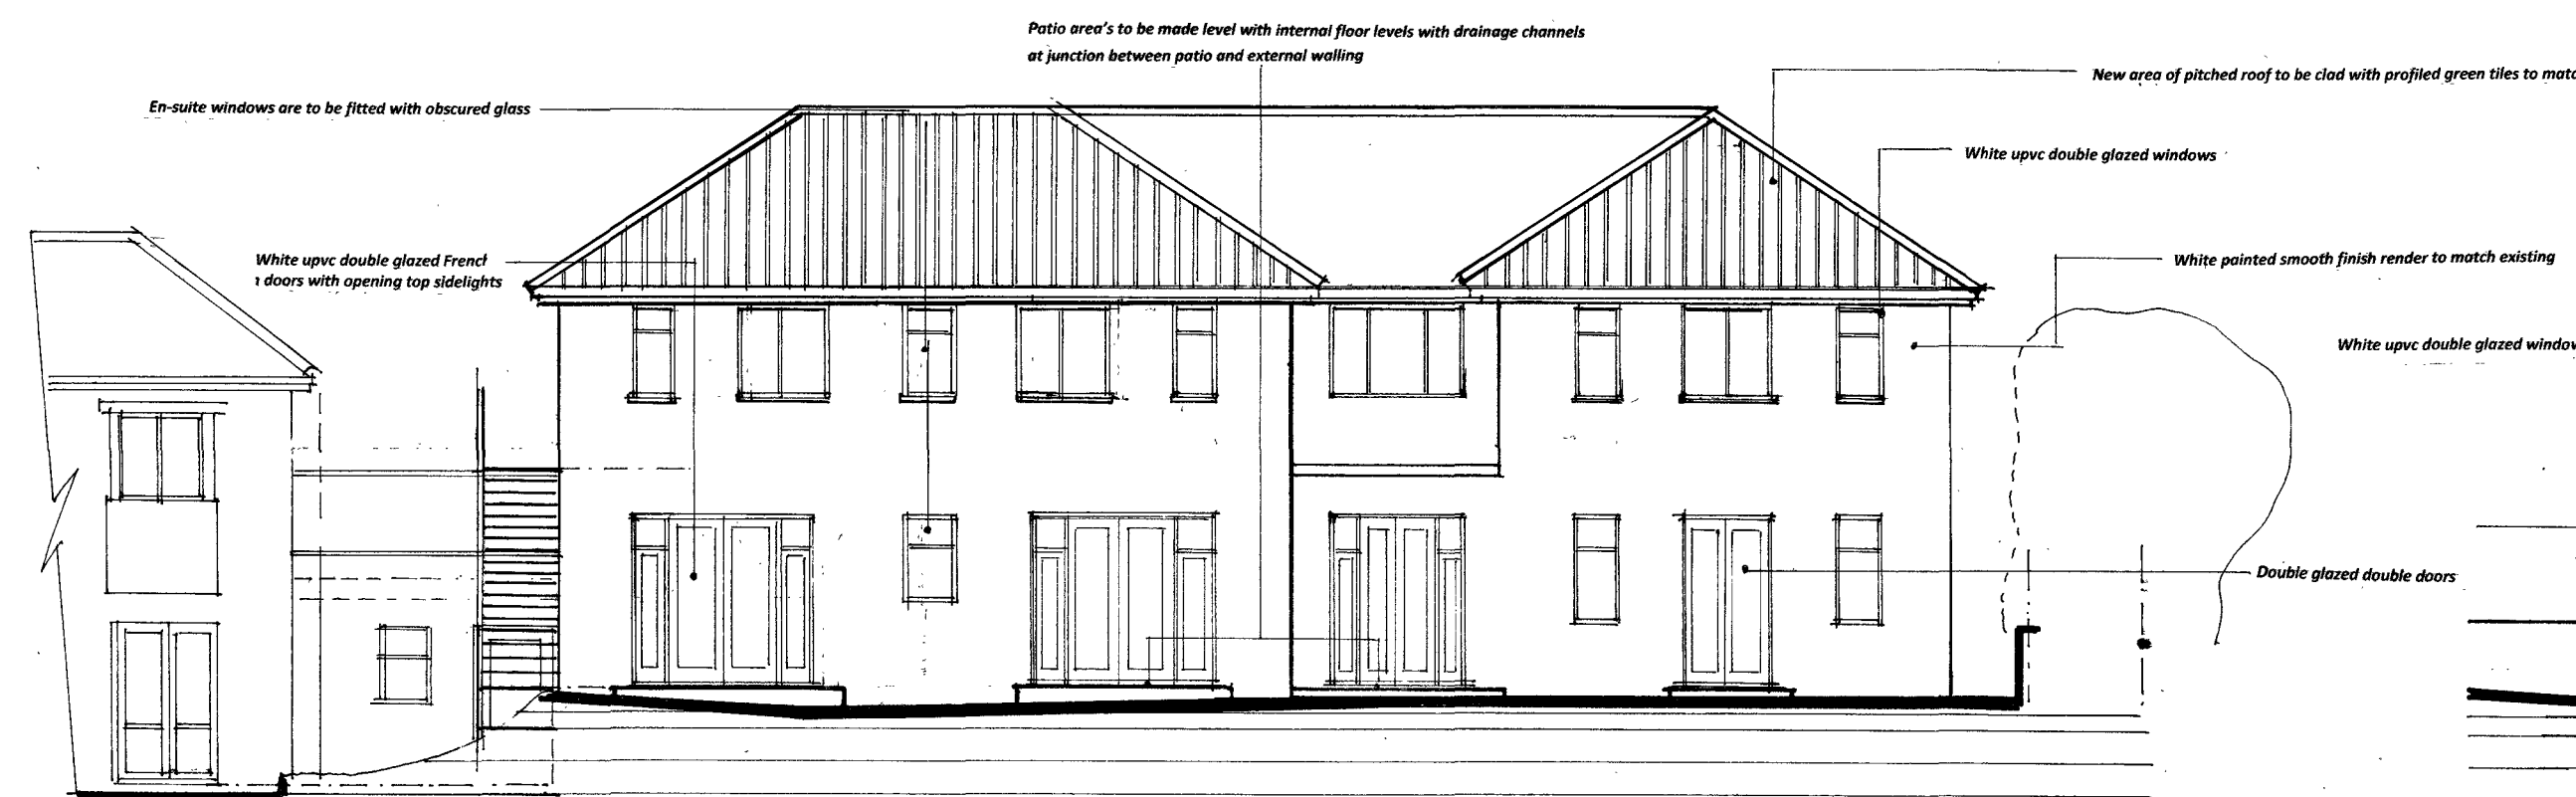 Patio area's to be made level with internal floor levels with drainage channels
at junction between patio and external walling
New area of pitched roof to be clad with profiled green tiles to matc
En-suite windows are to be fitted with obscured glass
White upvc double glazed windows
White upvc double glazed French
doors with opening top sidelights
White painted smooth finish render to match existing
White upvc double glazed window
Double glazed double doors